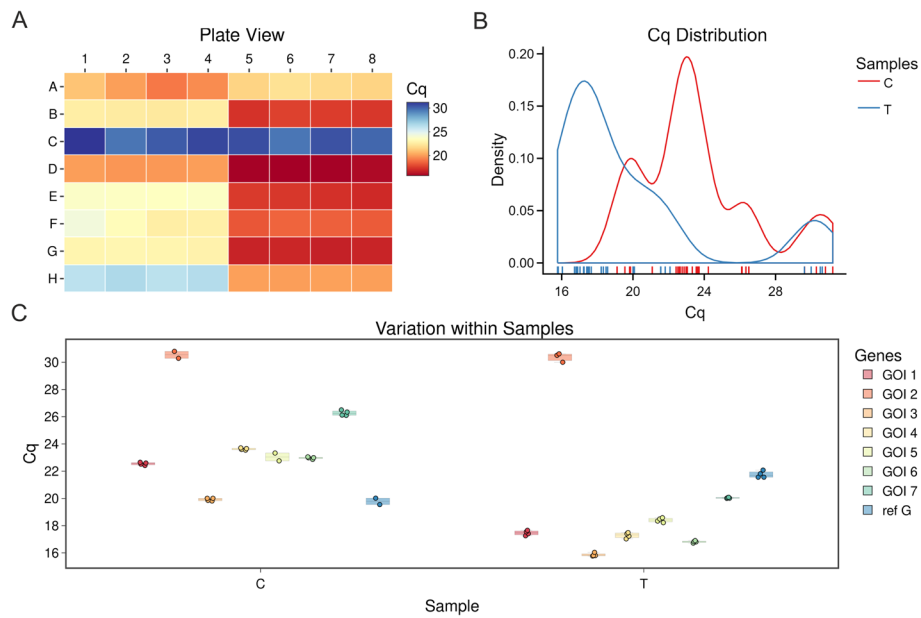 A
Plate View
1 2 3 4 5 6 7 8
A
B
C
D
E
F
G
H
Cq
30
20
B
Cq Distribution
Density
0.20
0.15
0.10
0.05
0.00
16 20 24 28
Cq
Samples
C
T
C
Variation within Samples
Cq
30
28
26
24
22
20
18
16
C T
Sample
Genes
GOI 1
GOI 2
GOI 3
GOI 4
GOI 5
GOI 6
GOI 7
ref G